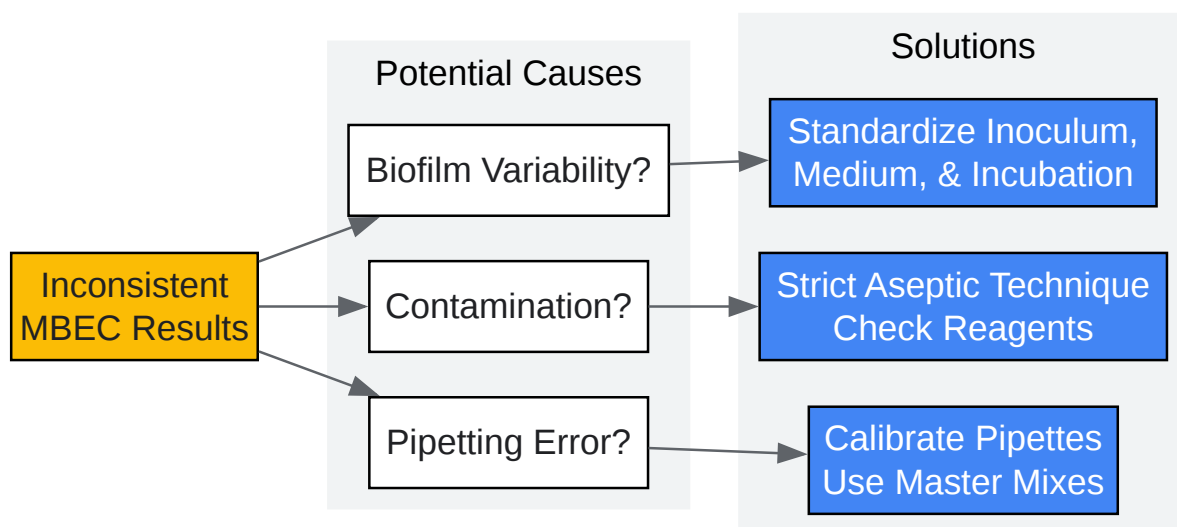 Inconsistent
MBEC Results
Potential Causes
Biofilm Variability?
Contamination?
Pipetting Error?
Solutions
Standardize Inoculum,
Medium, & Incubation
Strict Aseptic Technique
Check Reagents
Calibrate Pipettes
Use Master Mixes